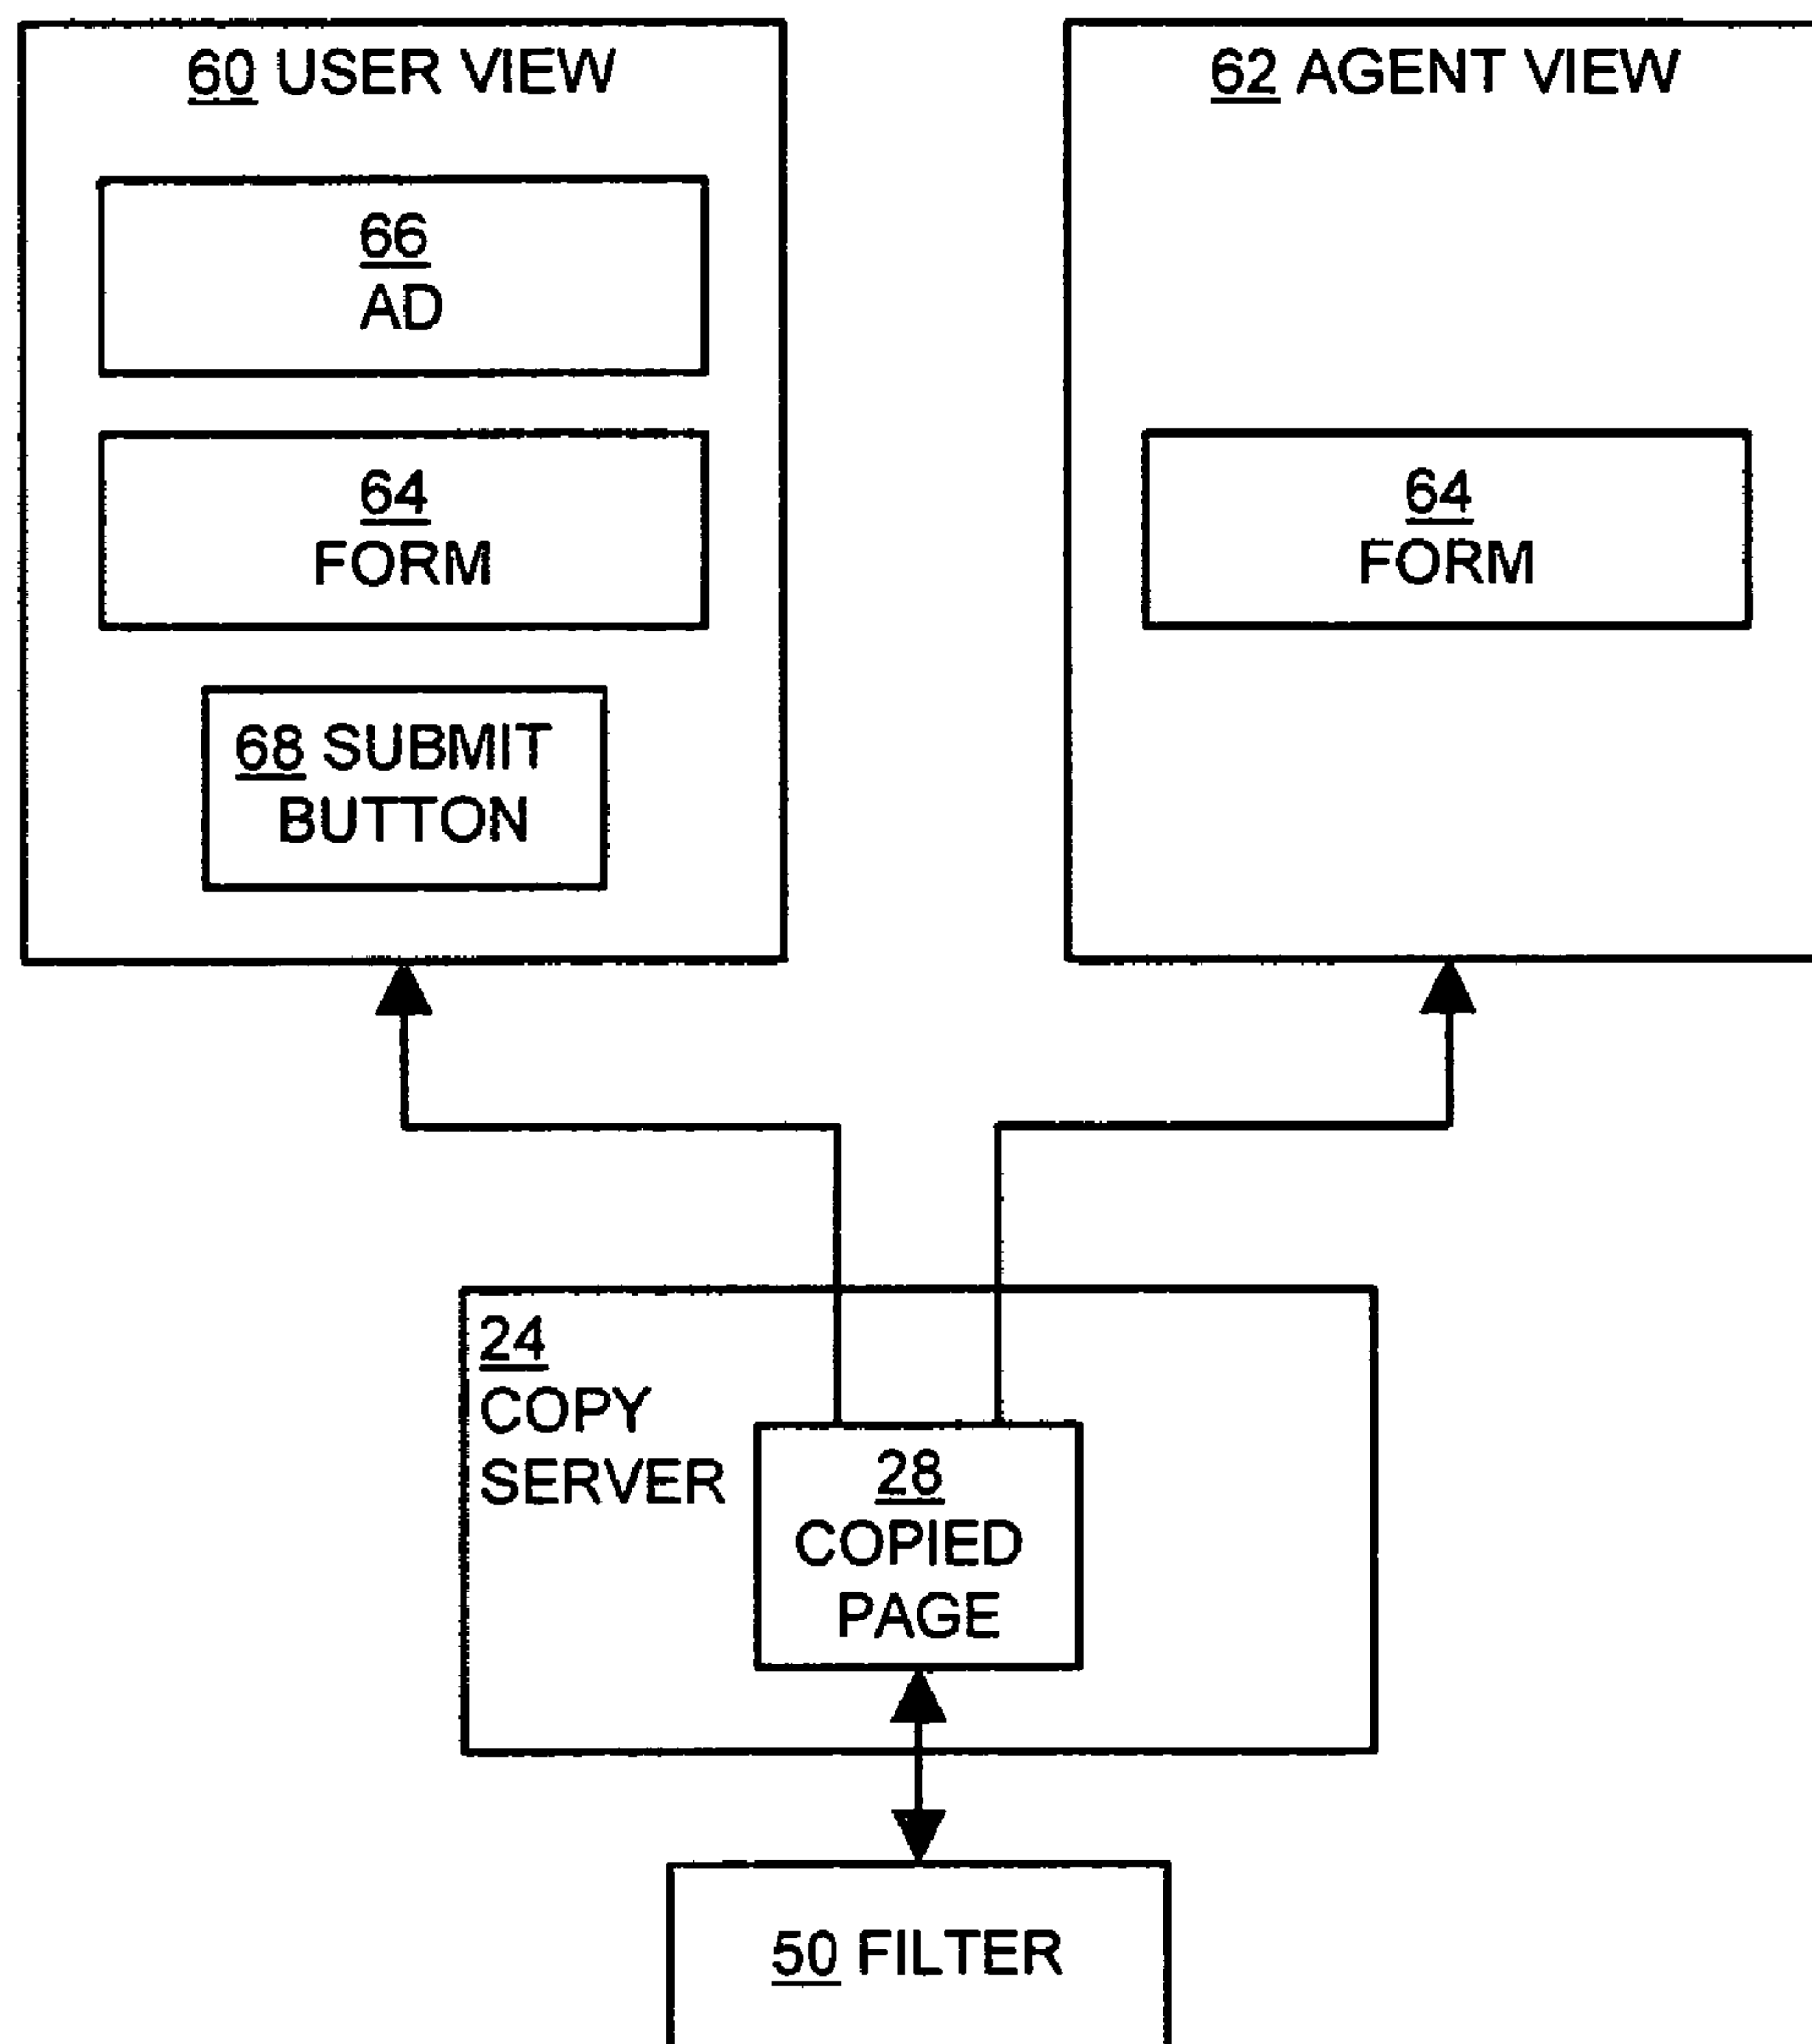 60 USER VIEW
66
AD
64
FORM
68 SUBMIT
BUTTON
62 AGENT VIEW
64
FORM
24
COPY
SERVER
28
COPIED
PAGE
50 FILTER